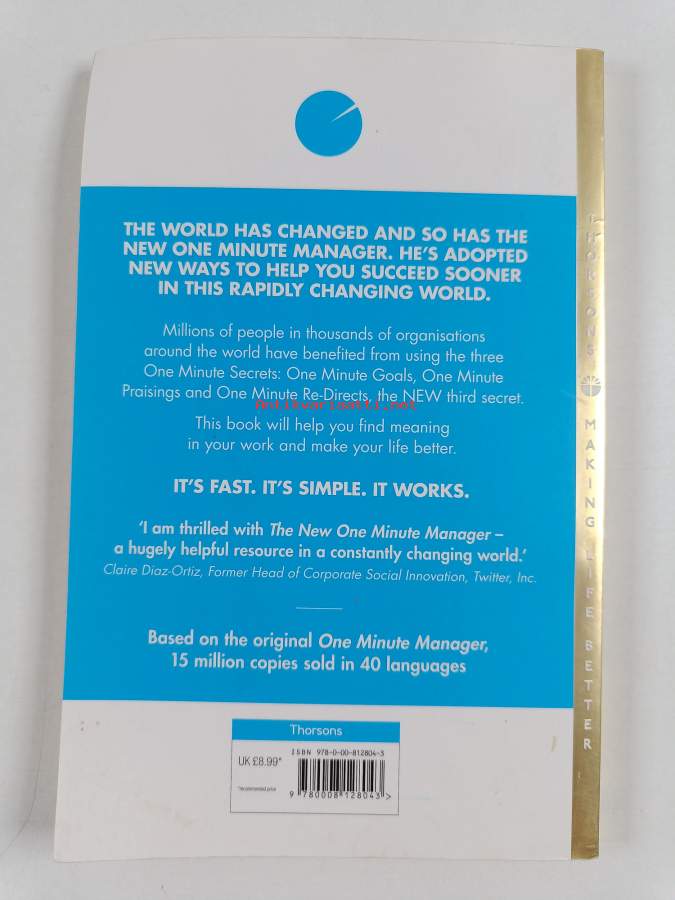 THE WORLD HAS CHANGED AND SO HAS THE
NEW ONE MINUTE MANAGER. HE'S ADOPTED
NEW WAYS TO HELP YOU SUCCEED SOONER
IN THIS RAPIDLY CHANGING WORLD.
Millions of people in thousands of organisations
around the world have benefited from using the three
One Minute Secrets: One Minute Goals, One Minute
Praisings and One Minute Re-Directs, the NEW third secret.
Antikvariaatti.net
This book will help you find meaning
in your work and make your life better.
IT'S FAST. IT'S SIMPLE. IT WORKS.
'I am thrilled with The New One Minute Manager –
a hugely helpful resource in a constantly changing world.'
Claire Diaz-Ortiz, Former Head of Corporate Social Innovation, Twitter, Inc.
Based on the original One Minute Manager,
15 million copies sold in 40 languages
Thorsons
ISBN 978-0-00-812804-3
UK £8.99*
*recommended price
9 780008 128043 >
THORSONS MAKING LIFE BETTER